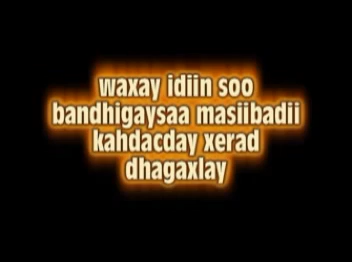 waxay idiin soo
bandhigaysaa masiibadii
kahdacday xerad
dhagaxlay